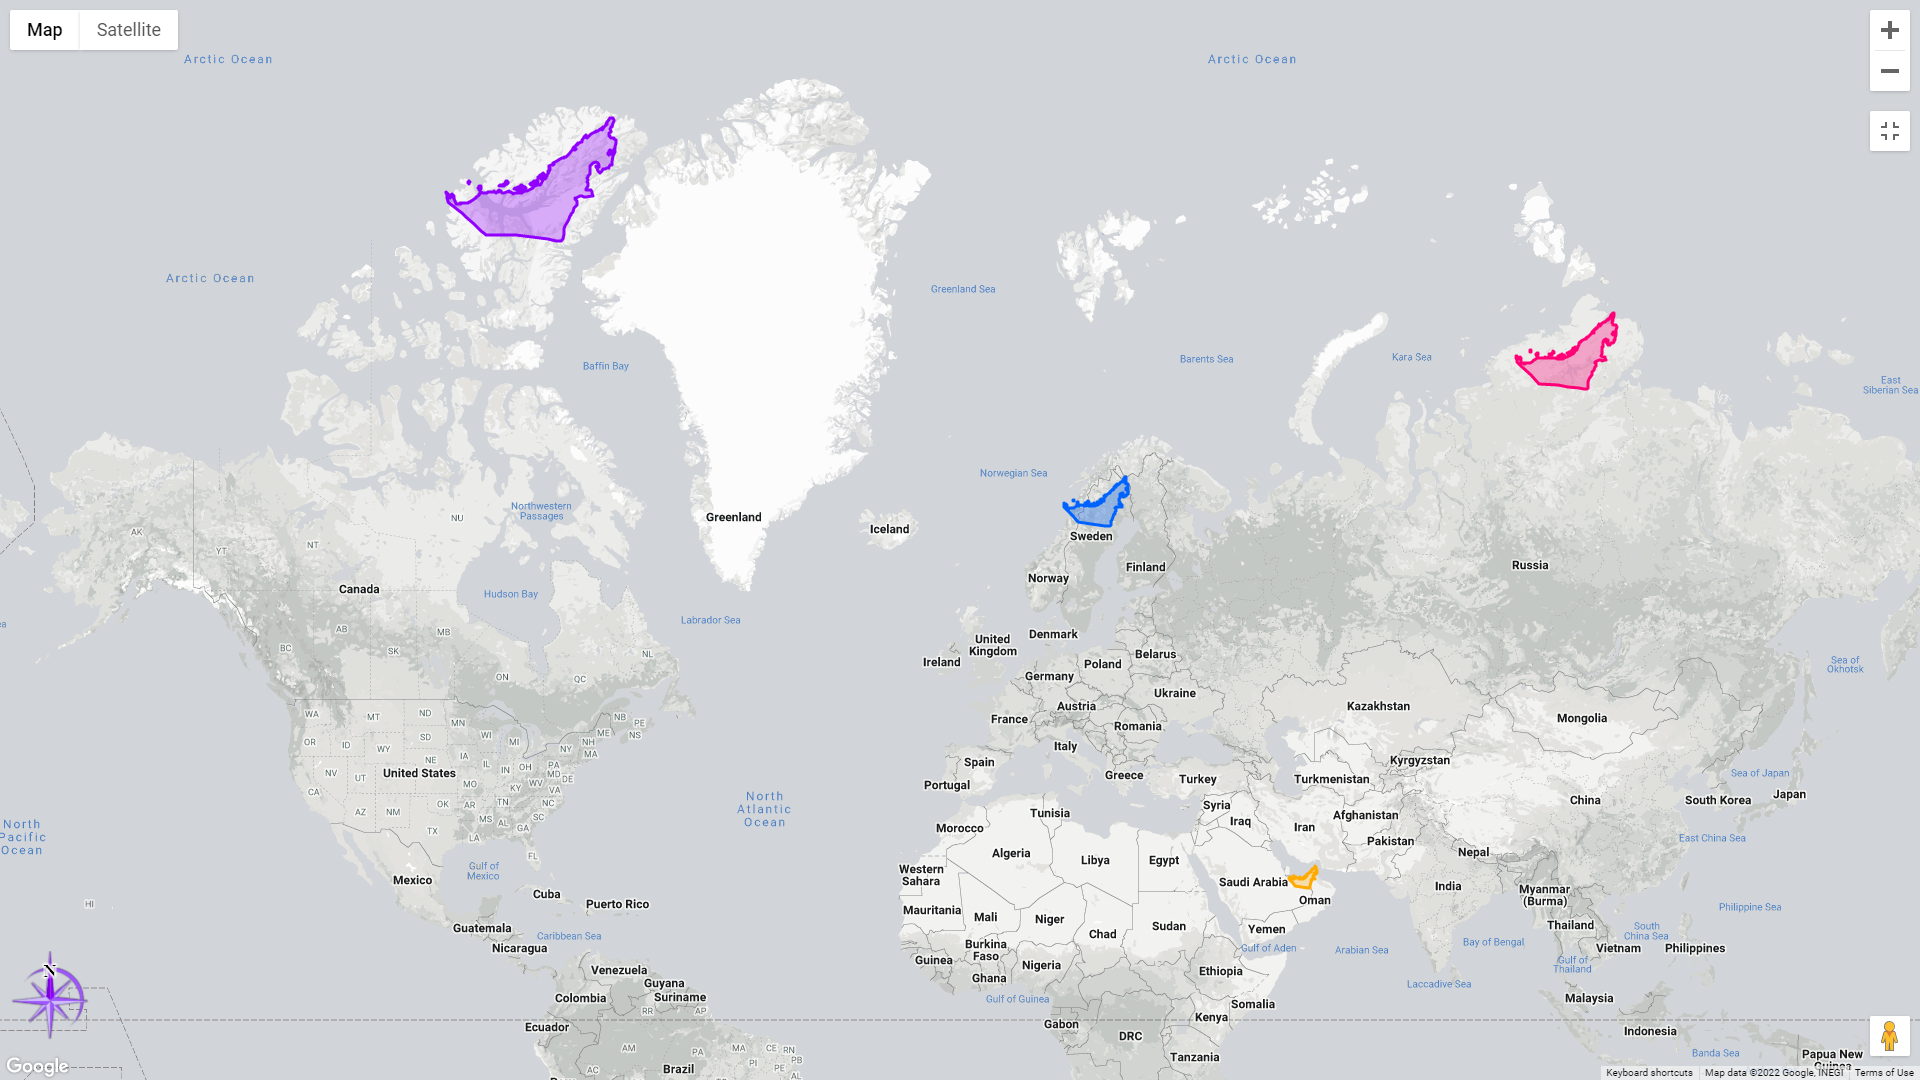 Map
Satellite
Arctic Ocean
Arctic Ocean
Arctic Ocean
Greenland Sea
Baffin Bay
Barents Sea
Kara Sea
East
Siberian Sea
Norwegian Sea
Northwestern
Passages
NU
Greenland
Iceland
AK
YT
NT
Sweden
Finland
Norway
Russia
Canada
Hudson Bay
Labrador Sea
AB
MB
BC
SK
NL
ON
QC
Denmark
United
Kingdom
Ireland
Belarus
Poland
Germany
Ukraine
Sea of
Okhotsk
Austria
France
Romania
Italy
Kazakhstan
Mongolia
WA
MT
ND
MN
NB
PE
ME
NS
OR
ID
SD
WI
MI
NH
NY
MA
WY
NE
IA
IL
IN
OH
PA
MD
DE
NV
UT
United States
MO
KY
WV
VA
CA
AZ
NM
OK
AR
TN
NC
MS
AL
SC
GA
TX
LA
FL
Spain
Portugal
Greece
Turkey
Turkmenistan
Kyrgyzstan
Sea of Japan
China
South Korea
Japan
North
Atlantic
Ocean
North
Pacific
Ocean
Tunisia
Syria
Morocco
Iraq
Iran
Afghanistan
Pakistan
East China Sea
Algeria
Libya
Egypt
Nepal
Western
Sahara
Saudi Arabia
Oman
India
Myanmar
(Burma)
Gulf of
Mexico
Mexico
Cuba
Puerto Rico
HI
Mauritania
Mali
Niger
Chad
Sudan
Yemen
Gulf of Aden
Arabian Sea
Bay of Bengal
Thailand
South
China Sea
Philippine Sea
Guatemala
Caribbean Sea
Nicaragua
Burkina
Faso
Guinea
Nigeria
Ghana
Ethiopia
Vietnam
Philippines
Gulf of
Thailand
Laccadive Sea
Venezuela
Guyana
Colombia
Suriname
Gulf of Guinea
Somalia
Malaysia
RR
AP
Ecuador
Gabon
Kenya
DRC
Indonesia
Tanzania
Banda Sea
Papua New
Guinea
AM
PA
MA
CE
RN
PB
PI
PE
AL
AC
TO
Brazil
N
Google
Keyboard shortcuts
Map data ©2022 Google, INEGI
Terms of Use